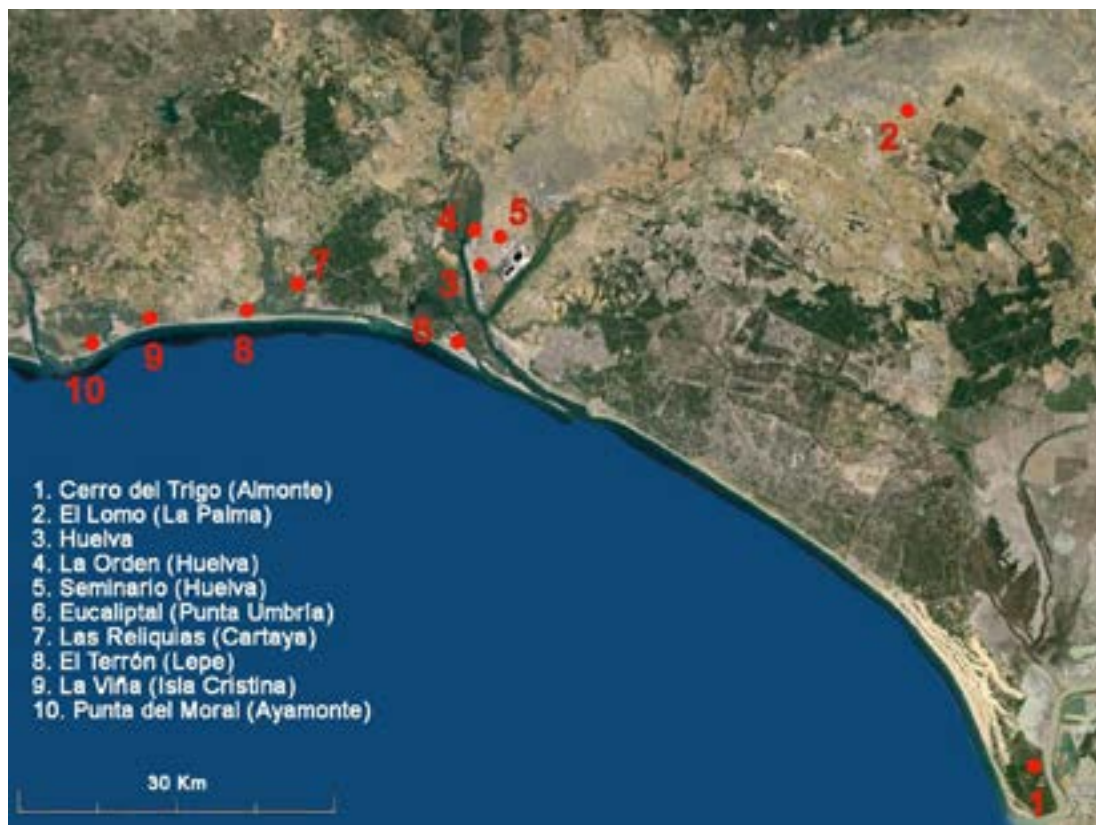 2
4 5
3
7
6
8
9
10
1. Cerro del Trigo (Almonte)
2. El Lomo (La Palma)
3. Huelva
4. La Orden (Huelva)
5. Seminario (Huelva)
6. Eucaliptal (Punta Umbría)
7. Las Reliquias (Cartaya)
8. El Terrón (Lepe)
9. La Viña (Isla Cristina)
10. Punta del Moral (Ayamonte)
30 Km
1